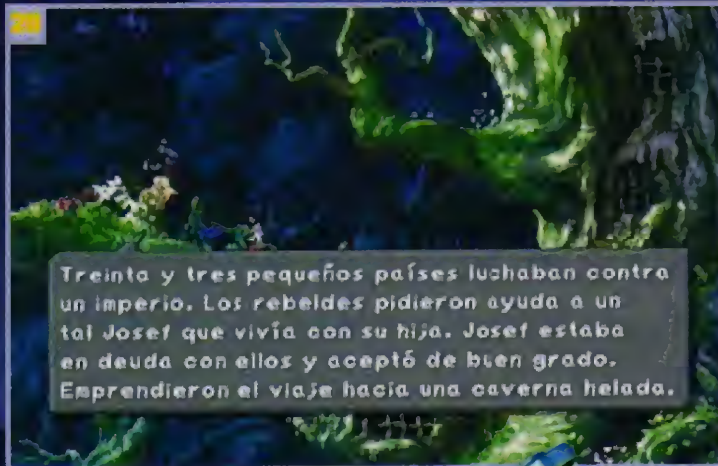 20
Treinta y tres pequeños países luchaban contra
un imperio. Los rebeldes pidieron ayuda a un
tal Josef que vivía con su hija. Josef estaba
en deuda con ellos y aceptó de buen grado.
Emprendieron el viaje hacia una caverna helada.